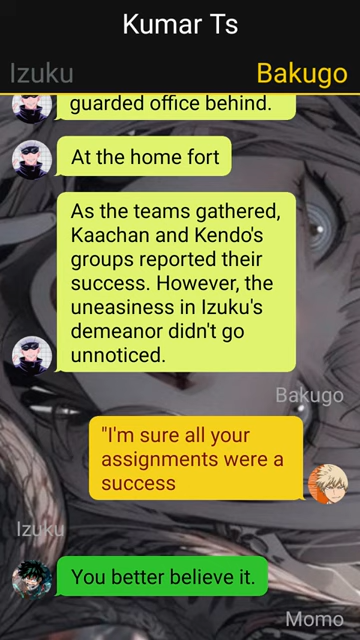 Kumar Ts
Izuku
Bakugo
guarded office behind.
At the home fort
As the teams gathered,
Kaachan and Kendo's
groups reported their
success. However, the
uneasiness in Izuku's
demeanor didn't go
unnoticed.
Bakugo
"I'm sure all your
assignments were a
success
Izuku
You better believe it.
Momo